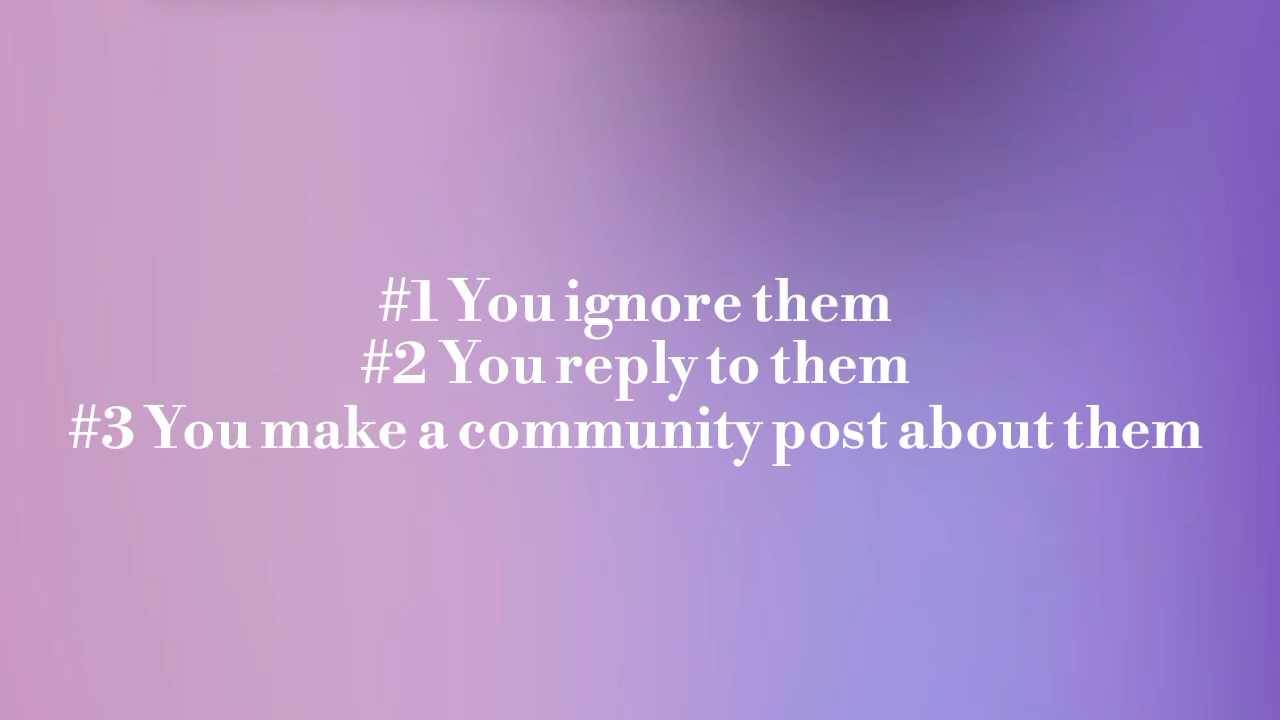 #1 You ignore them
#2 You reply to them
#3 You make a community post about them